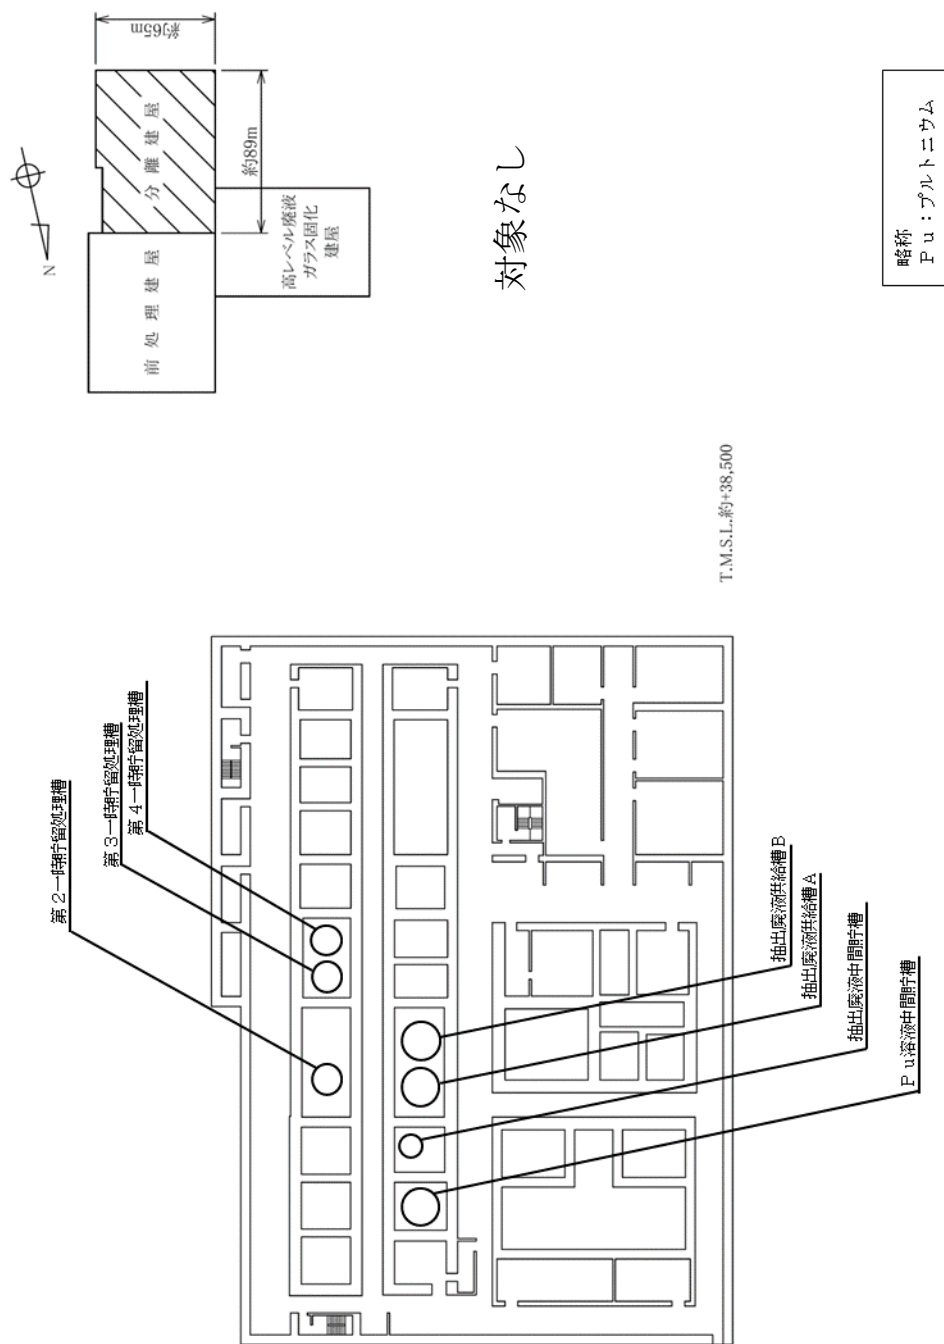 第２一時貯留処理槽
第３一時貯留処理槽
第４一時貯留処理槽
抽出廃液供給槽Ｂ
抽出廃液供給槽Ａ
抽出廃液中間貯槽
Ｐｕ溶液中間貯槽
T.M.S.L.約+38,500
N
前処理建屋
分離建屋
高レベル廃液
ガラス固化
建屋
約89m
約65m
対象なし
略称
Ｐｕ：プルトニウム